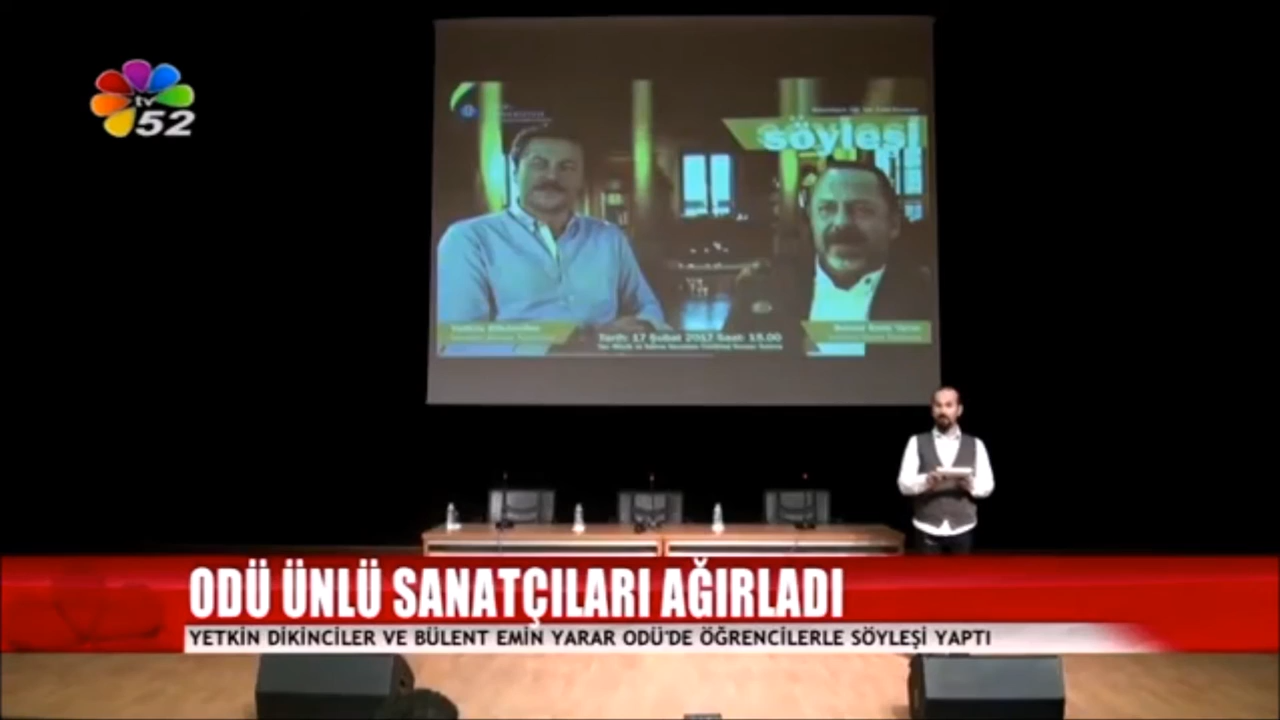 tv
52
söyleşi
Tarih: 17 Şubat 2017 Saat: 15.00
ODÜ ÜNLÜ SANATÇILARI AĞIRLADI
YETKİN DİKİNCİLER VE BÜLENT EMİN YARAR ODÜ'DE ÖĞRENCİLERLE SÖYLEŞİ YAPTI